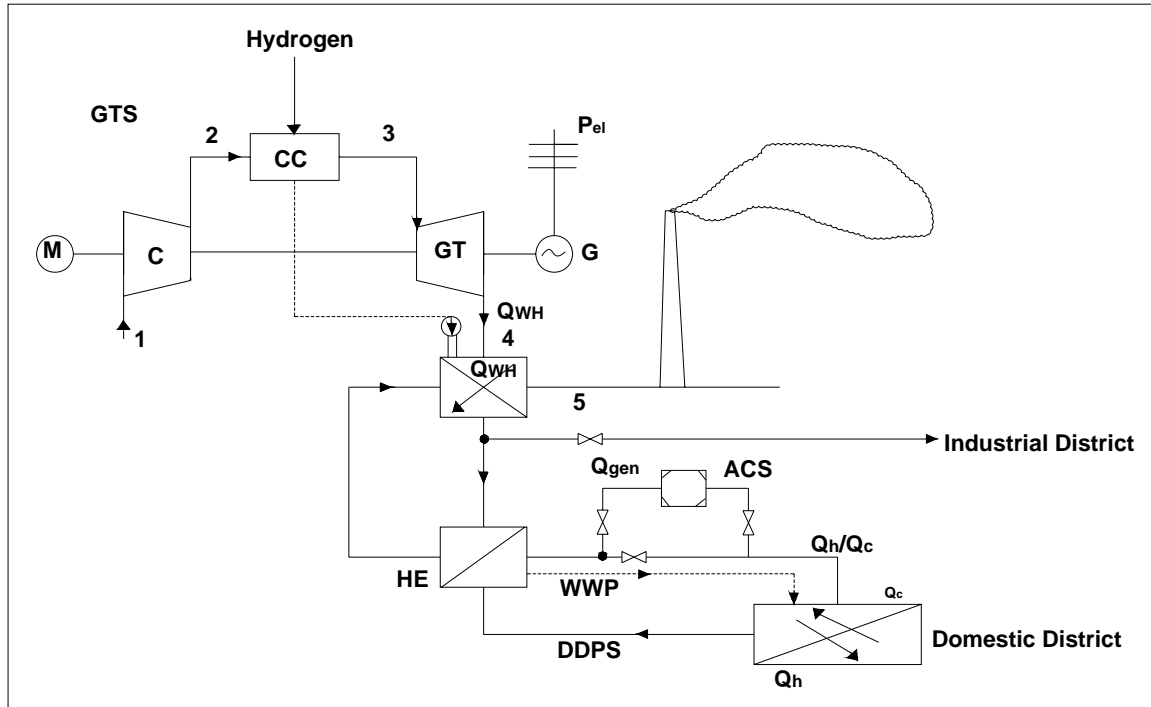 Hydrogen
GTS
2
3
Pel
CC
M
C
GT
G
QWH
1
4
QWH
5
Industrial District
Qgen
ACS
Qh/Qc
HE
WWP
Qc
Domestic District
DDPS
Qh